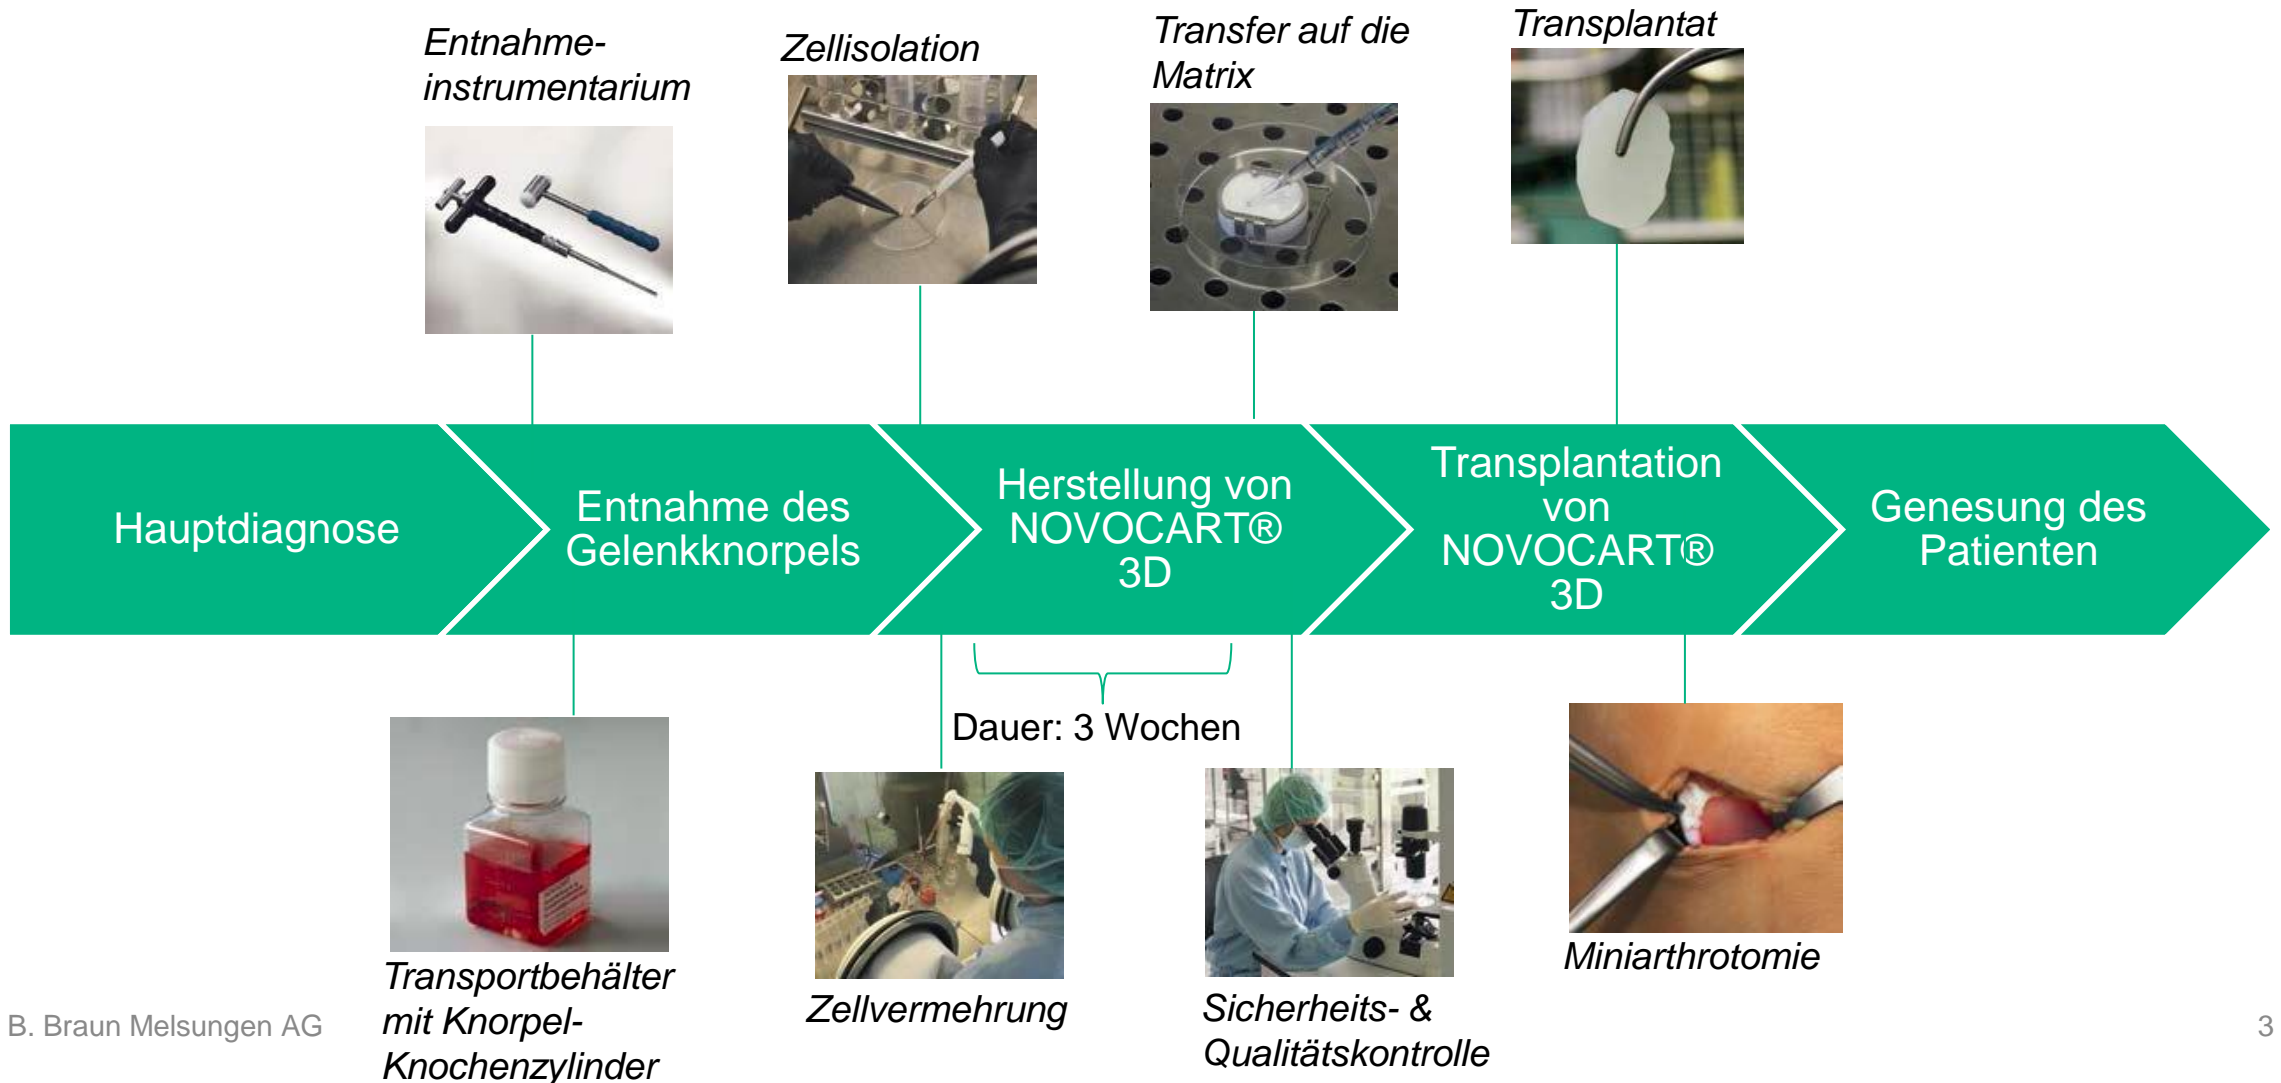 Entnahme-
instrumentarium
Zellisolation
Transfer auf die
Matrix
Transplantat
Hauptdiagnose
Entnahme des
Gelenkknorpels
Herstellung von
NOVOCART®
3D
Transplantation
von
NOVOCART®
3D
Genesung des
Patienten
Dauer: 3 Wochen
Transportbehälter
mit Knorpel-
Knochenzylinder
Zellvermehrung
Sicherheits- &
Qualitätskontrolle
Miniarthrotomie
B. Braun Melsungen AG
3